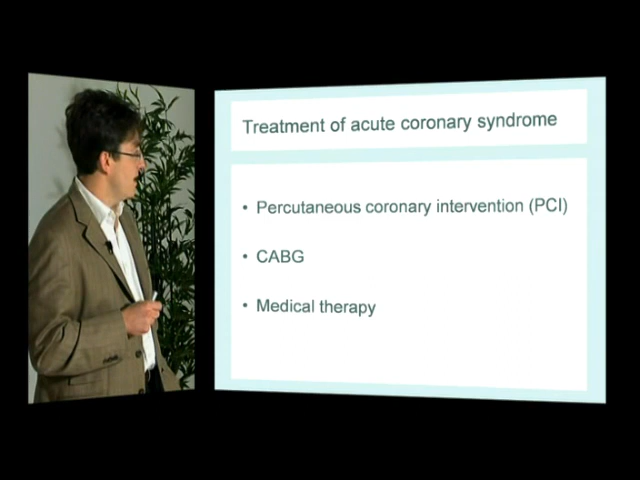 Treatment of acute coronary syndrome
• Percutaneous coronary intervention (PCI)
• CABG
• Medical therapy